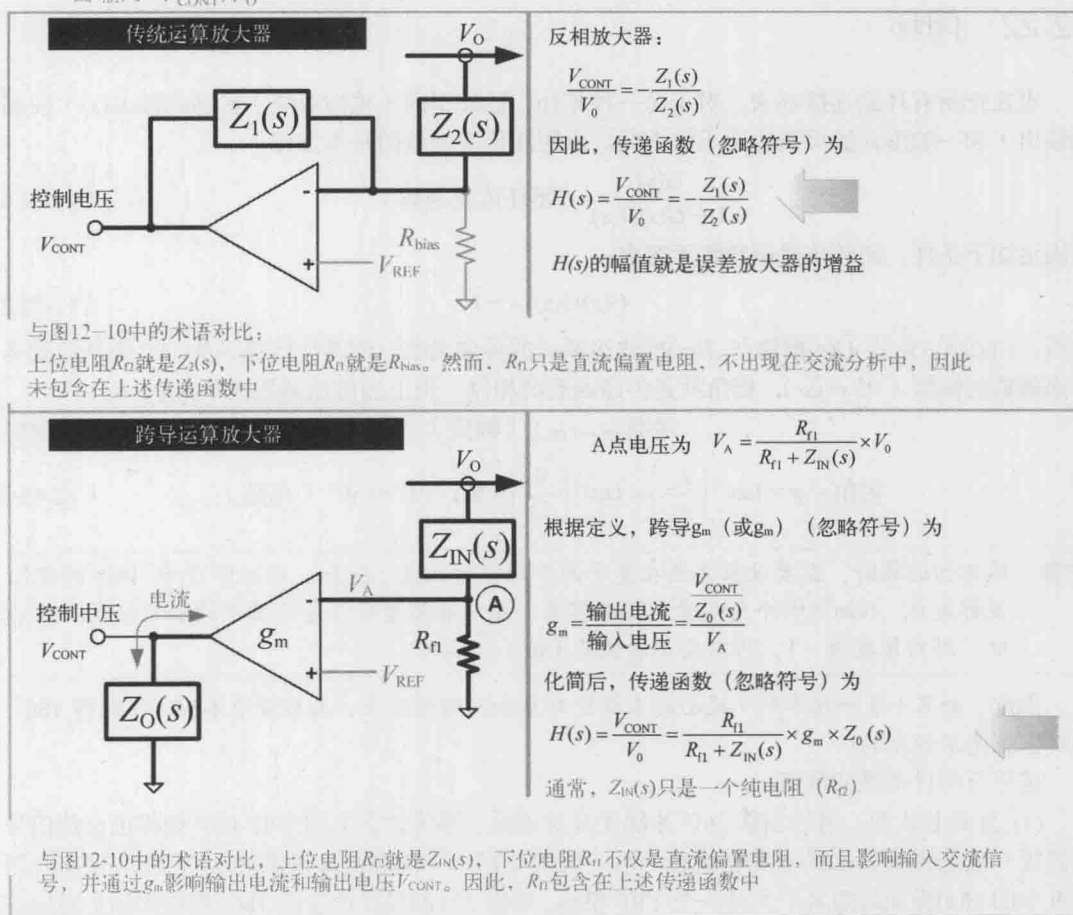 传统运算放大器
V_O
Z₁(s)
Z₂(s)
控制电压
V_CONT
-
+
R_bias
V_REF
反相放大器:
V_CONT/V_0 = -Z₁(s)/Z₂(s)
因此,传递函数(忽略符号)为
H(s) = V_CONT/V_0 = Z₁(s)/Z₂(s)
H(s)的幅值就是误差放大器的增益
与图12-10中的术语对比:
上位电阻R_f2就是Z₂(s),下位电阻R_f1就是R_bias。然而,R_f1只是直流偏置电阻,不出现在交流分析中,因此
未包含在上述传递函数中
跨导运算放大器
V_O
Z_IN(s)
V_A
A
电流
控制中压
V_CONT
g_m
-
+
R_f1
V_REF
Z_O(s)
A点电压为 V_A = R_f1/(R_f1+Z_IN(s)) × V_0
根据定义,跨导g_m(或g_m)(忽略符号)为
g_m = 输出电流/输入电压 = (V_CONT/Z_0(s))/V_A
化简后,传递函数(忽略符号)为
H(s) = V_CONT/V_0 = R_f1/(R_f1+Z_IN(s)) × g_m × Z_0(s)
通常,Z_IN(s)只是一个纯电阻(R_f2)
与图12-10中的术语对比,上位电阻R_f2就是Z_IN(s),下位电阻R_f1不仅是直流偏置电阻,而且影响输入交流信
号,并通过g_m影响输出电流和输出电压V_CONT。因此,R_f1包含在上述传递函数中